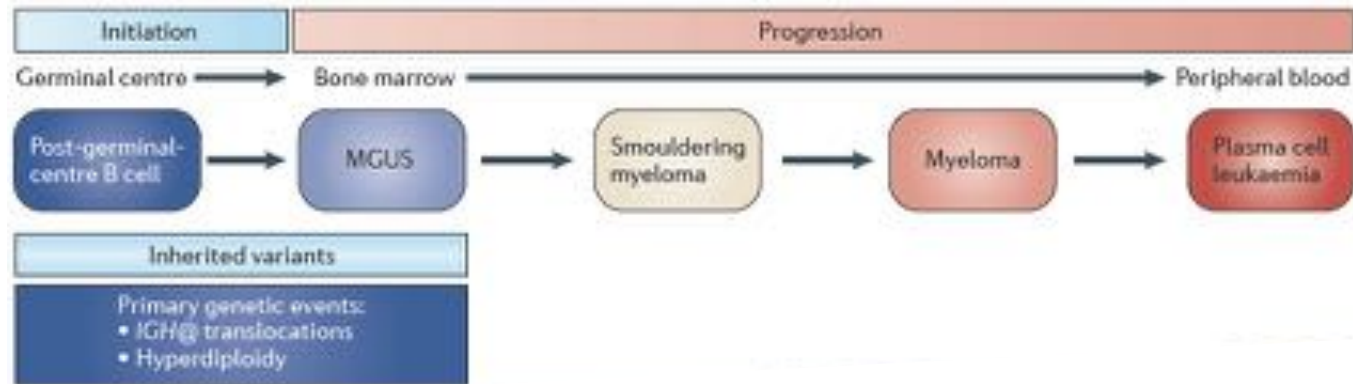 Initiation
Progression
Germinal centre
Bone marrow
Peripheral blood
Post-germinal-
centre B cell
MGUS
Smouldering
myeloma
Myeloma
Plasma cell
leukaemia
Inherited variants
Primary genetic events:
• IGH@ translocations
• Hyperdiploidy